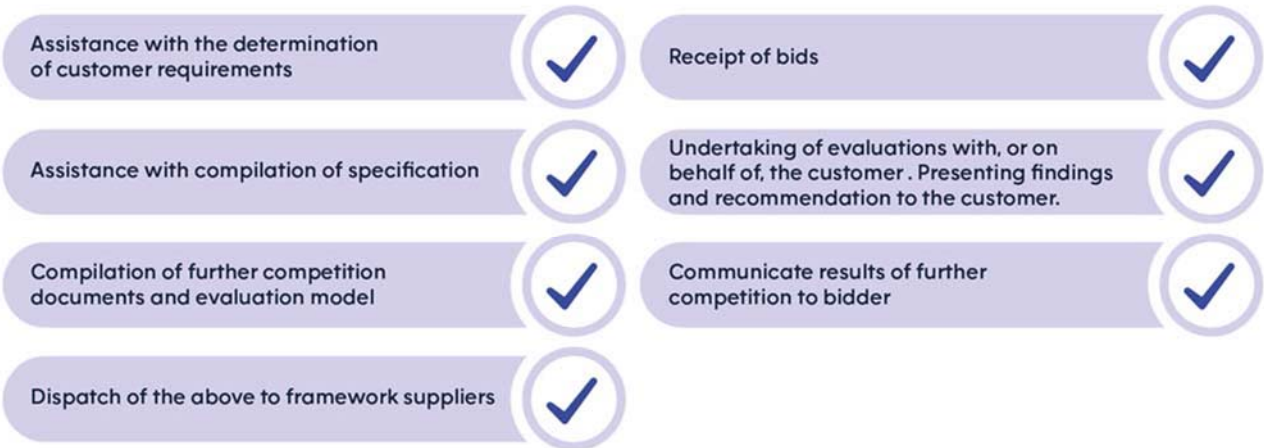 Assistance with the determination
of customer requirements
Assistance with compilation of specification
Compilation of further competition
documents and evaluation model
Dispatch of the above to framework suppliers
Receipt of bids
Undertaking of evaluations with, or on
behalf of, the customer . Presenting findings
and recommendation to the customer.
Communicate results of further
competition to bidder